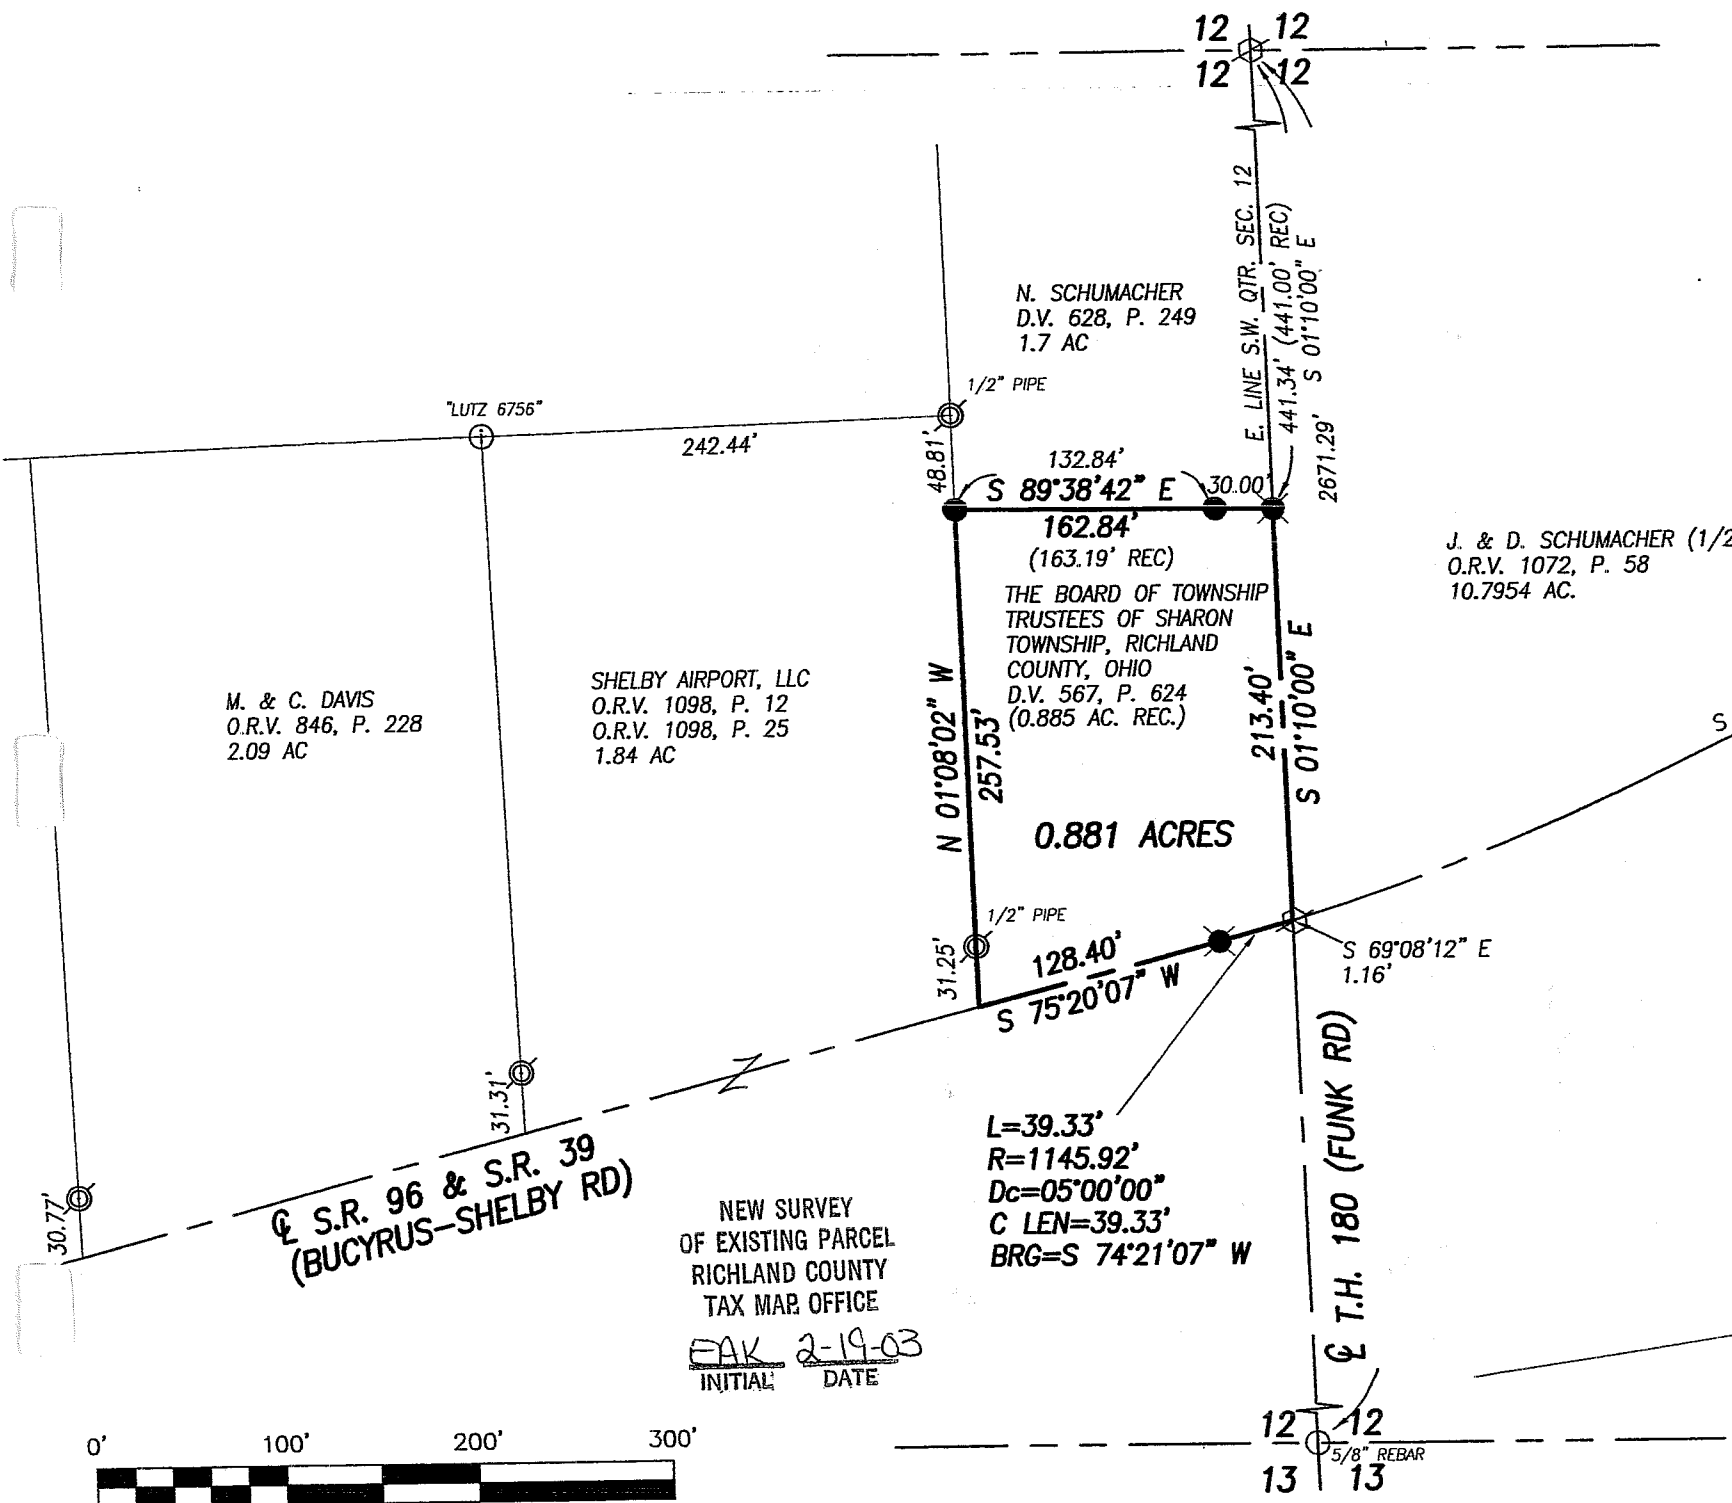 12 12
12 12
E. LINE S.W. QTR. SEC. 12
441.34' (441.00' REC)
2671.29' S 01°10'00" E
N. SCHUMACHER
D.V. 628, P. 249
1.7 AC
1/2" PIPE
"LUTZ 6756"
242.44'
48.81'
132.84'
S 89°38'42" E
30.00'
162.84'
(163.19' REC)
J. & D. SCHUMACHER (1/2
O.R.V. 1072, P. 58
10.7954 AC.
THE BOARD OF TOWNSHIP
TRUSTEES OF SHARON
TOWNSHIP, RICHLAND
COUNTY, OHIO
D.V. 567, P. 624
(0.885 AC. REC.)
M. & C. DAVIS
O.R.V. 846, P. 228
2.09 AC
SHELBY AIRPORT, LLC
O.R.V. 1098, P. 12
O.R.V. 1098, P. 25
1.84 AC
N 01°08'02" W
257.53'
213.40'
S 01°10'00" E
S
0.881 ACRES
1/2" PIPE
31.25'
128.40'
S 75°20'07" W
S 69°08'12" E
1.16'
31.31'
30.77'
℄ S.R. 96 & S.R. 39
(BUCYRUS-SHELBY RD)
L=39.33'
R=1145.92'
Dc=05°00'00"
C LEN=39.33'
BRG=S 74°21'07" W
℄ T.H. 180 (FUNK RD)
NEW SURVEY
OF EXISTING PARCEL
RICHLAND COUNTY
TAX MAP OFFICE
EAK 2-19-03
INITIAL DATE
0' 100' 200' 300'
12 12
5/8" REBAR
13 13